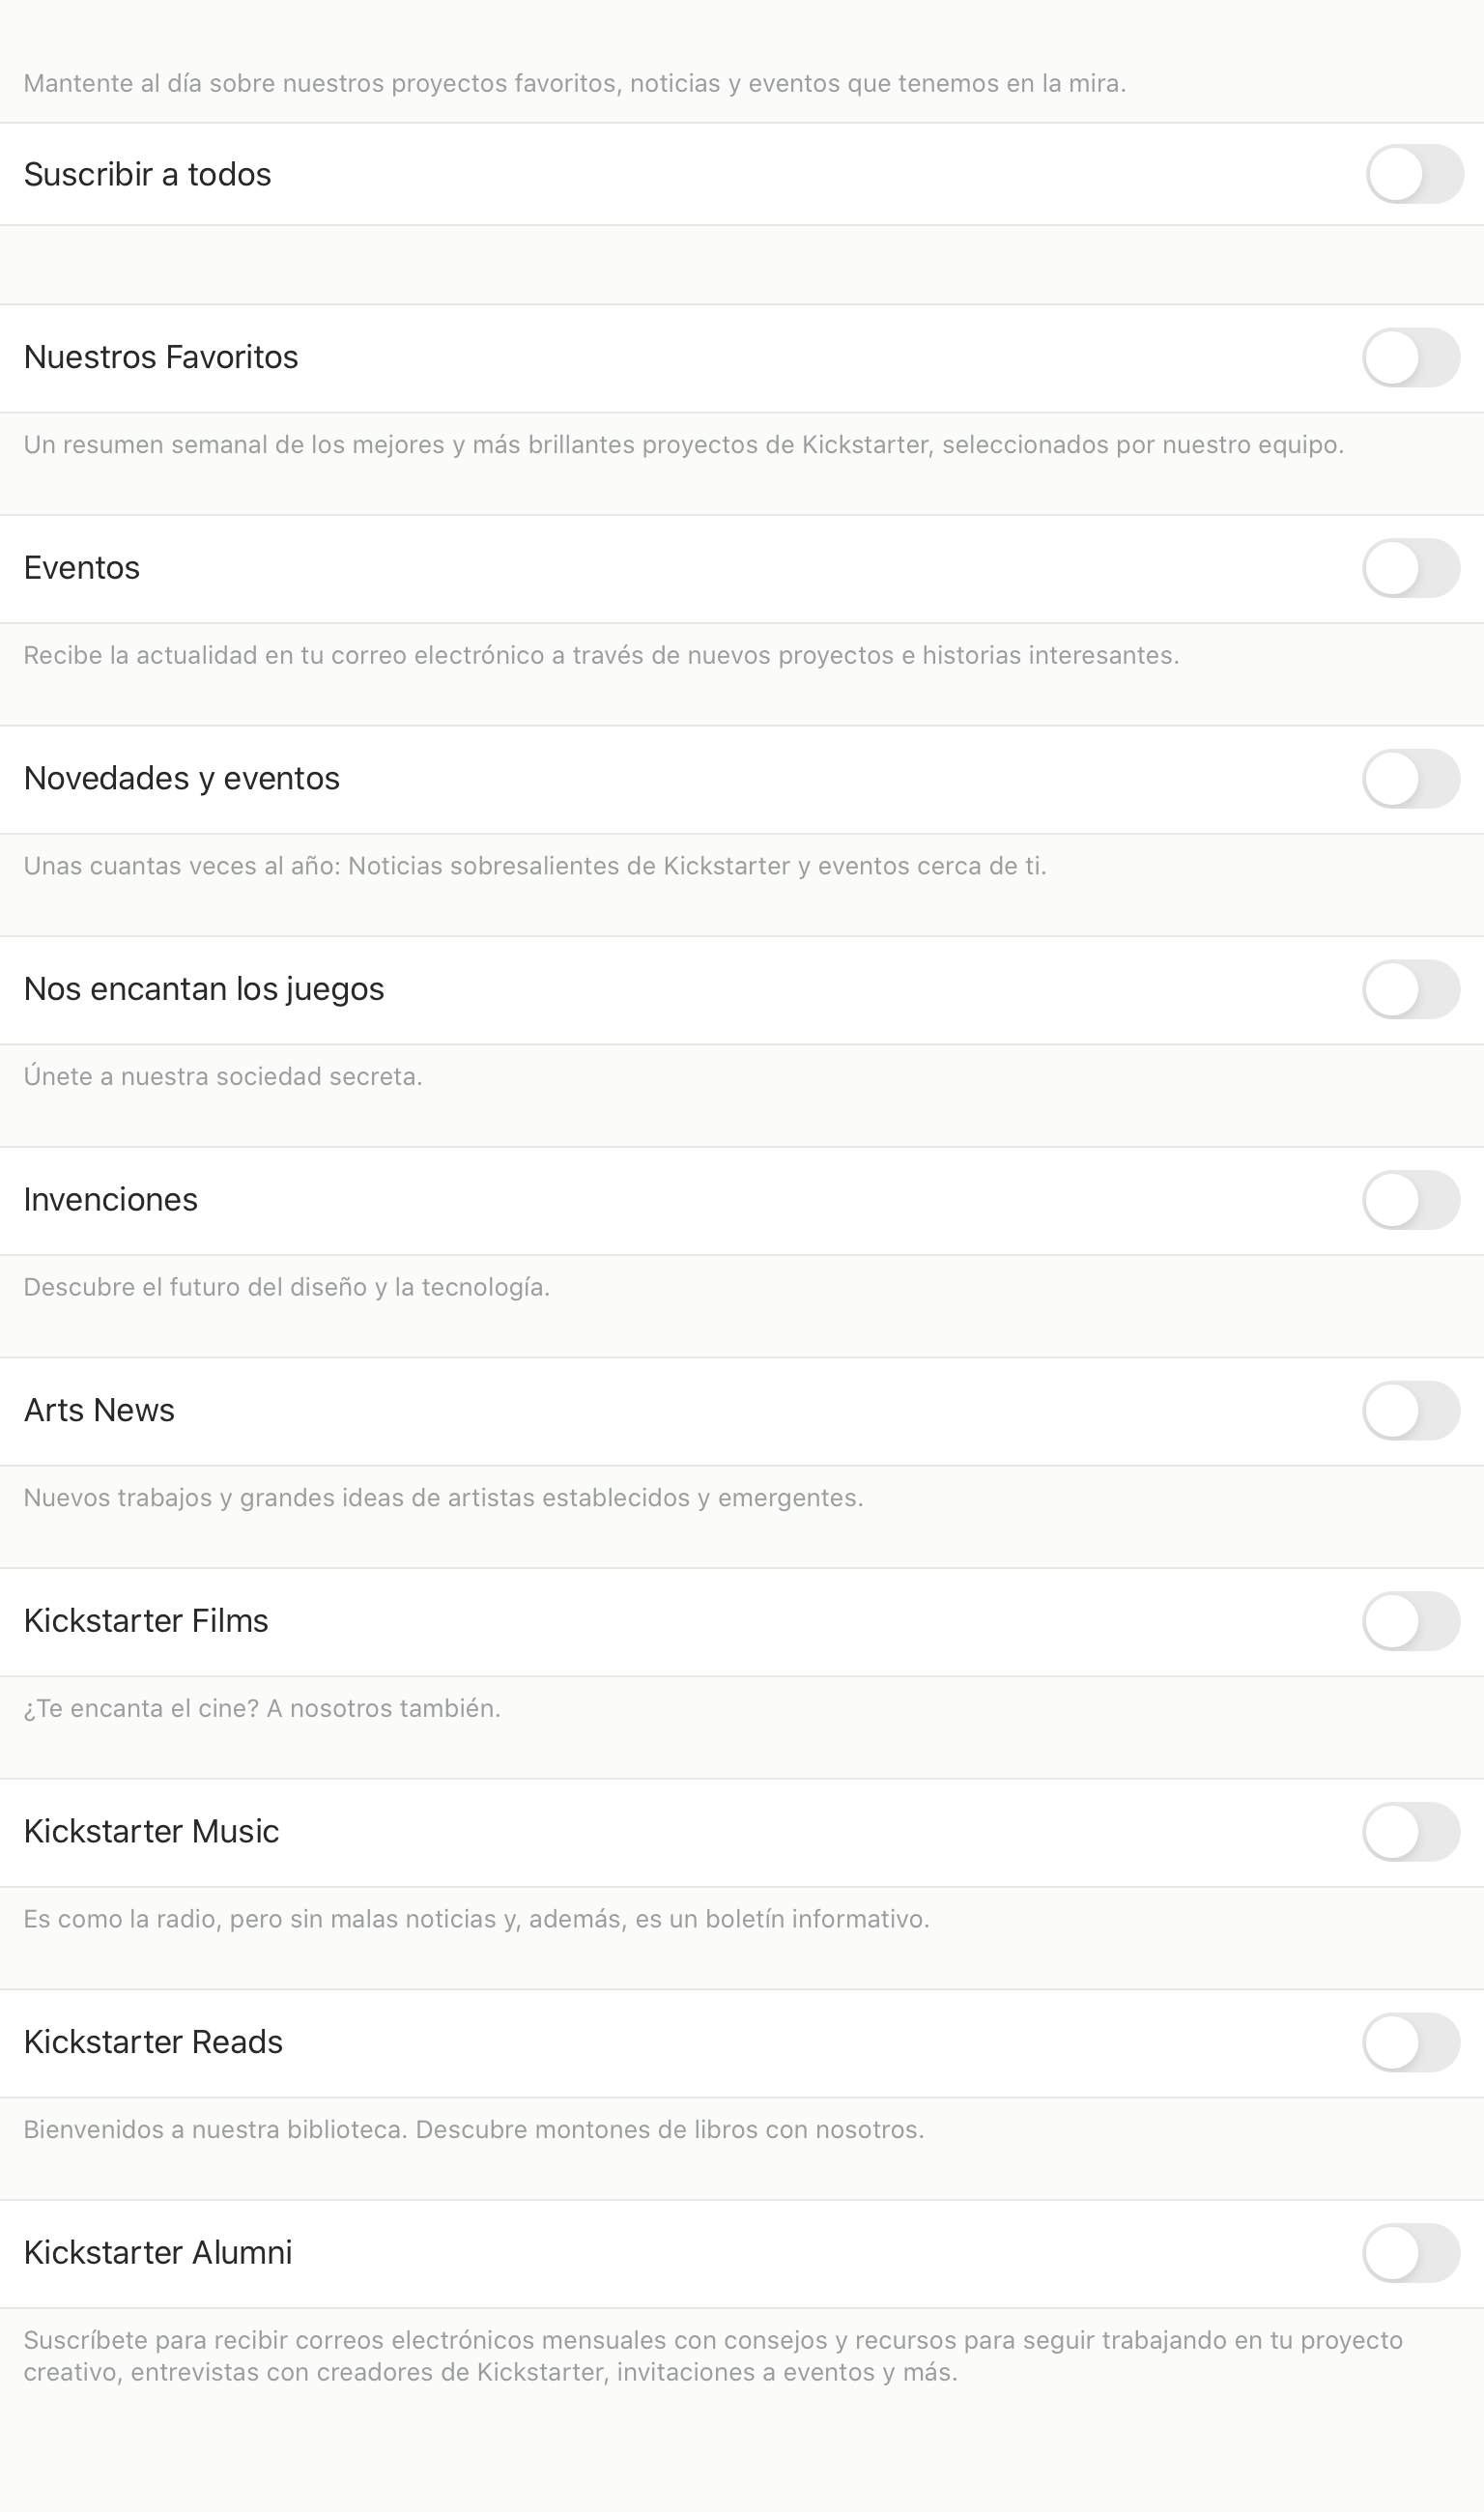 Mantente al día sobre nuestros proyectos favoritos, noticias y eventos que tenemos en la mira.
Suscribir a todos
Nuestros Favoritos
Un resumen semanal de los mejores y más brillantes proyectos de Kickstarter, seleccionados por nuestro equipo.
Eventos
Recibe la actualidad en tu correo electrónico a través de nuevos proyectos e historias interesantes.
Novedades y eventos
Unas cuantas veces al año: Noticias sobresalientes de Kickstarter y eventos cerca de ti.
Nos encantan los juegos
Únete a nuestra sociedad secreta.
Invenciones
Descubre el futuro del diseño y la tecnología.
Arts News
Nuevos trabajos y grandes ideas de artistas establecidos y emergentes.
Kickstarter Films
¿Te encanta el cine? A nosotros también.
Kickstarter Music
Es como la radio, pero sin malas noticias y, además, es un boletín informativo.
Kickstarter Reads
Bienvenidos a nuestra biblioteca. Descubre montones de libros con nosotros.
Kickstarter Alumni
Suscríbete para recibir correos electrónicos mensuales con consejos y recursos para seguir trabajando en tu proyecto
creativo, entrevistas con creadores de Kickstarter, invitaciones a eventos y más.